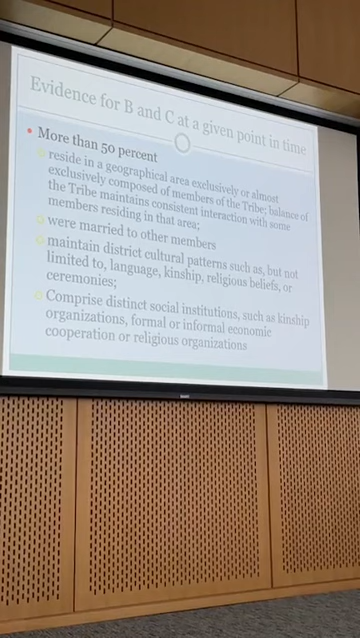 Evidence for B and C at a given point in time
More than 50 percent
reside in a geographical area exclusively or almost
exclusively composed of members of the Tribe; balance of
the Tribe maintains consistent interaction with some
members residing in that area;
were married to other members
maintain district cultural patterns such as, but not
limited to, language, kinship, religious beliefs, or
ceremonies;
Comprise distinct social institutions, such as kinship
organizations, formal or informal economic
cooperation or religious organizations